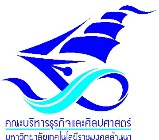 คณะบริหารธุรกิจและศิลปศาสตร์
มหาวิทยาลัยเทคโนโลยีราชมงคลล้านนา